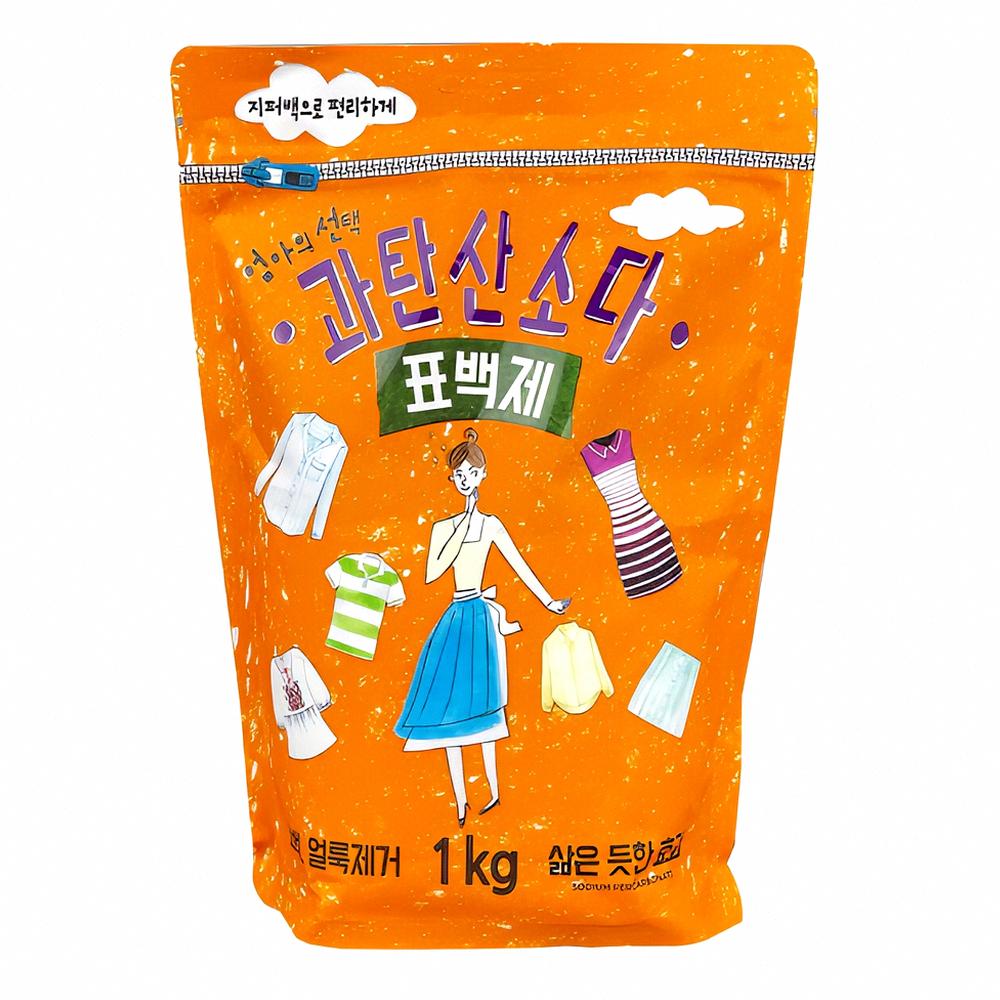 지퍼백으로 편리하게
엄마의 선택
과탄산소다
표백제
얼룩제거 1kg 삶은 듯한 효과
SODIUM PERCARBONATE